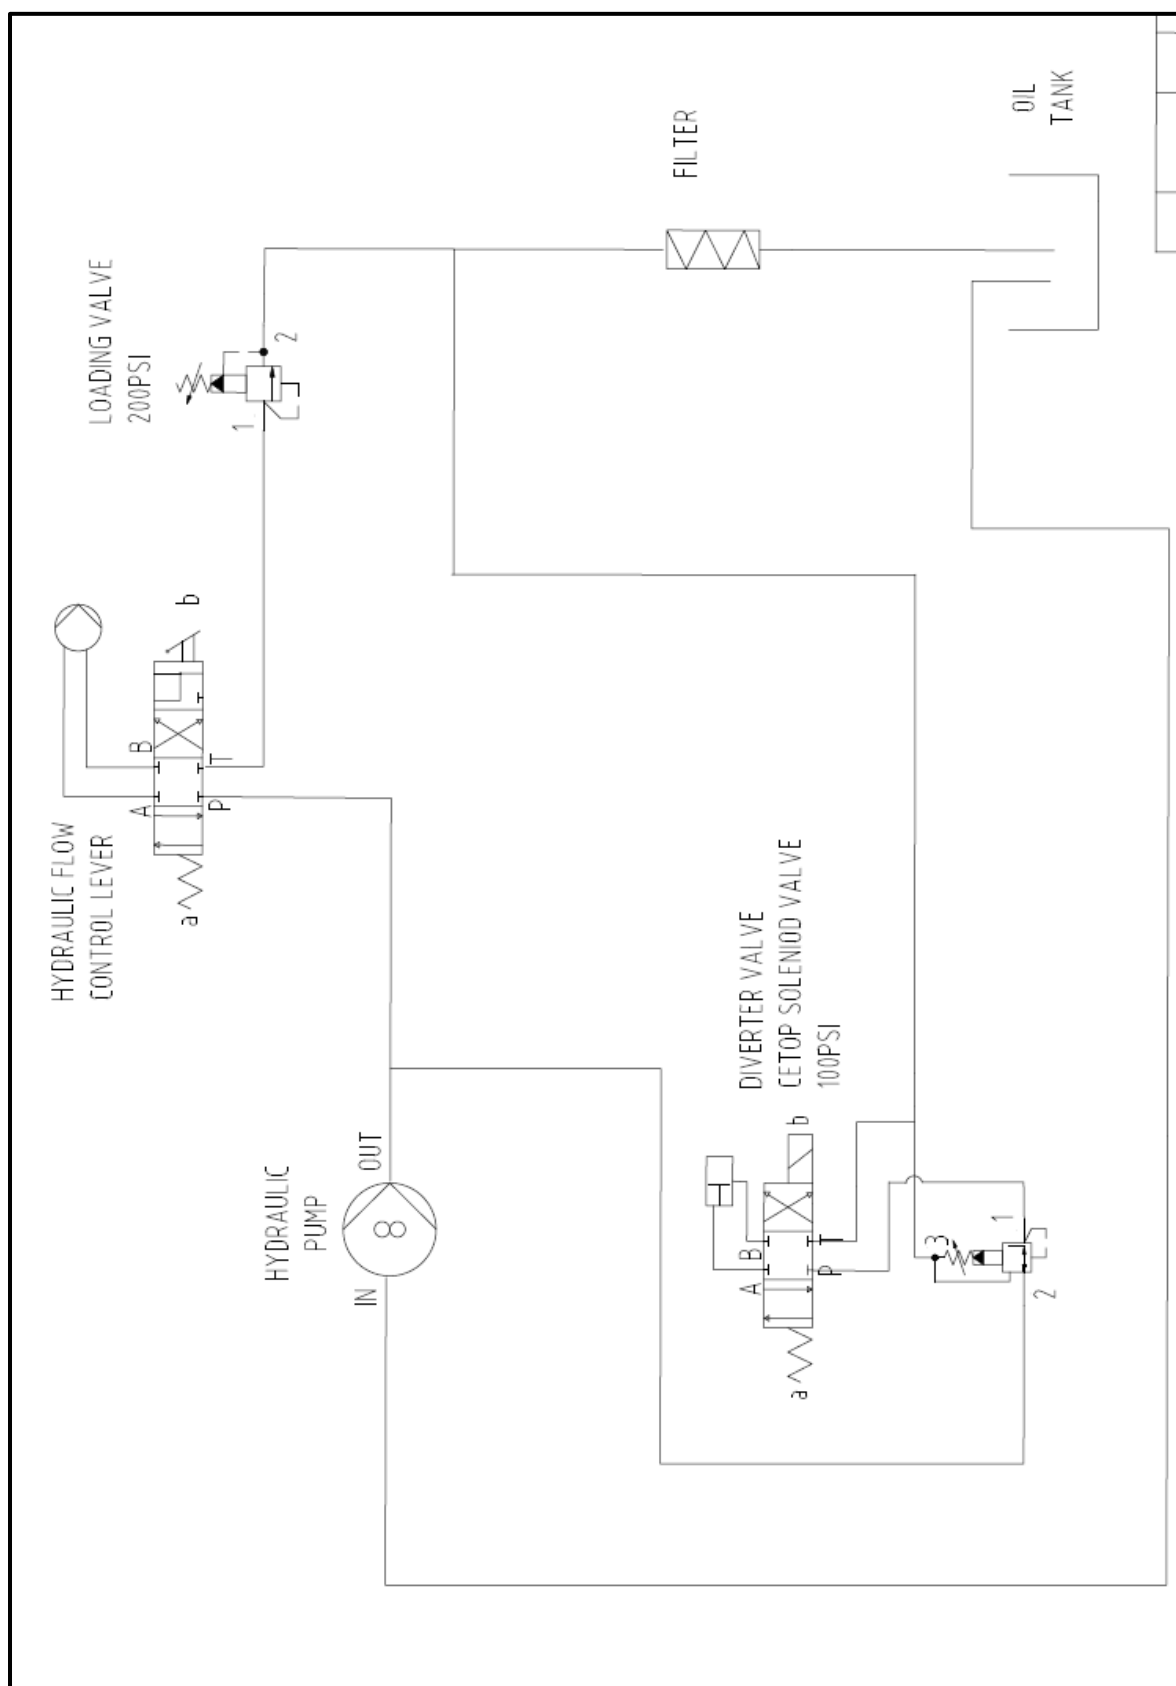 HYDRAULIC FLOW
CONTROL LEVER
A
B
a
b
P
T
LOADING VALVE
200PSI
1
2
HYDRAULIC
PUMP
IN
OUT
8
FILTER
DIVERTER VALVE
CETOP SOLENIOD VALVE
100PSI
A
B
a
b
P
T
3
1
2
OIL
TANK